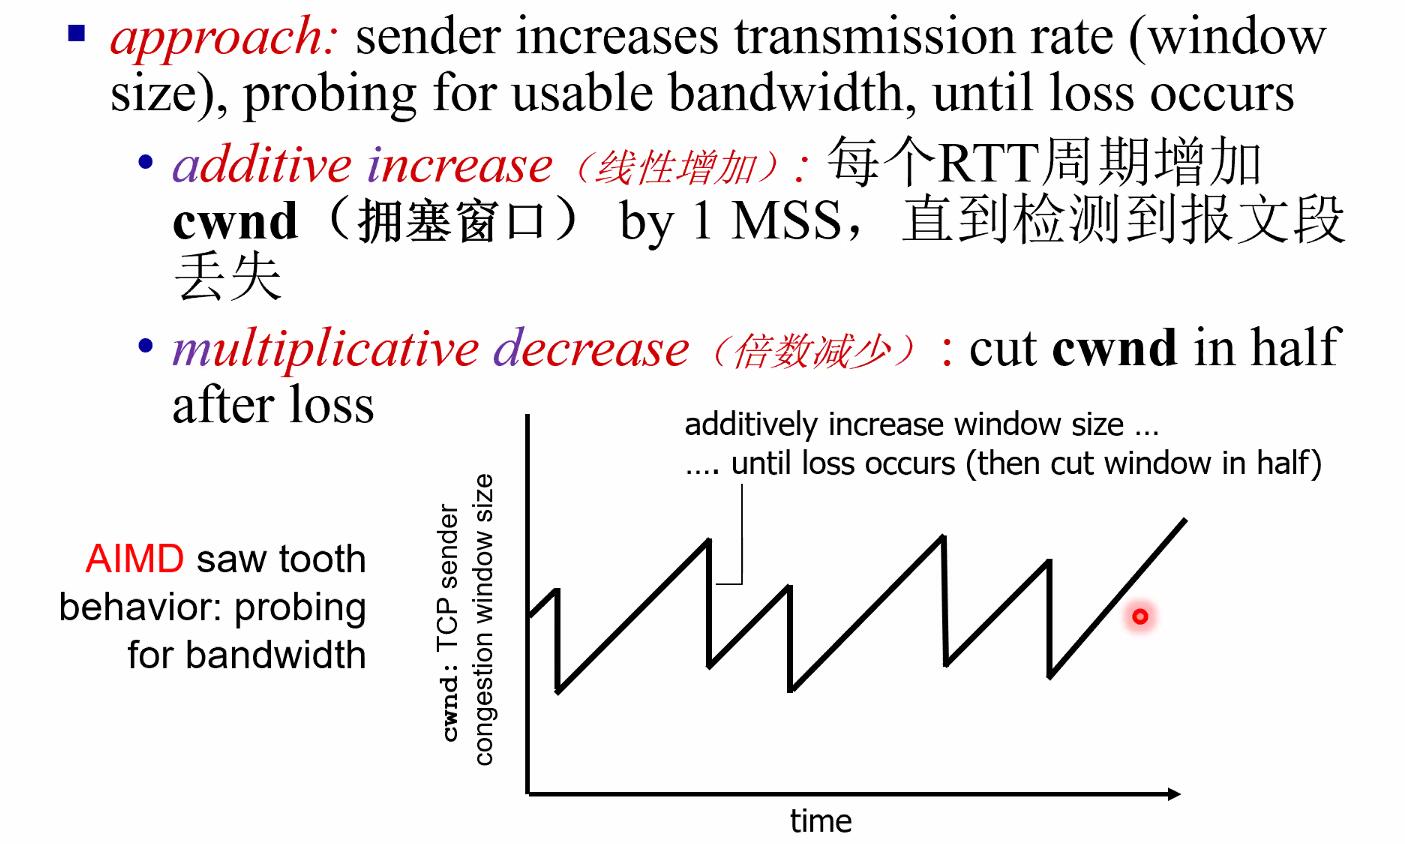 approach: sender increases transmission rate (window
size), probing for usable bandwidth, until loss occurs
additive increase（线性增加）: 每个RTT周期增加
cwnd（拥塞窗口） by 1 MSS，直到检测到报文段
丢失
multiplicative decrease（倍数减少）: cut cwnd in half
after loss
additively increase window size …
…. until loss occurs (then cut window in half)
AIMD saw tooth
behavior: probing
for bandwidth
cwnd: TCP sender
congestion window size
time